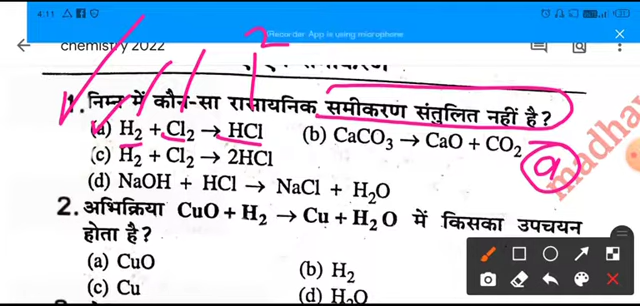 4:11
Recorder App is using microphone
chemistry 2022
2
1. निम्न में कौन-सा रासायनिक समीकरण संतुलित नहीं है?
(a) H₂ + Cl₂ → HCl (b) CaCO₃ → CaO + CO₂
(c) H₂ + Cl₂ → 2HCl
(d) NaOH + HCl → NaCl + H₂O
a
madhav
2. अभिक्रिया CuO + H₂ → Cu + H₂O में किसका उपचयन
होता है?
(a) CuO (b) H₂
(c) Cu (d) H₂O